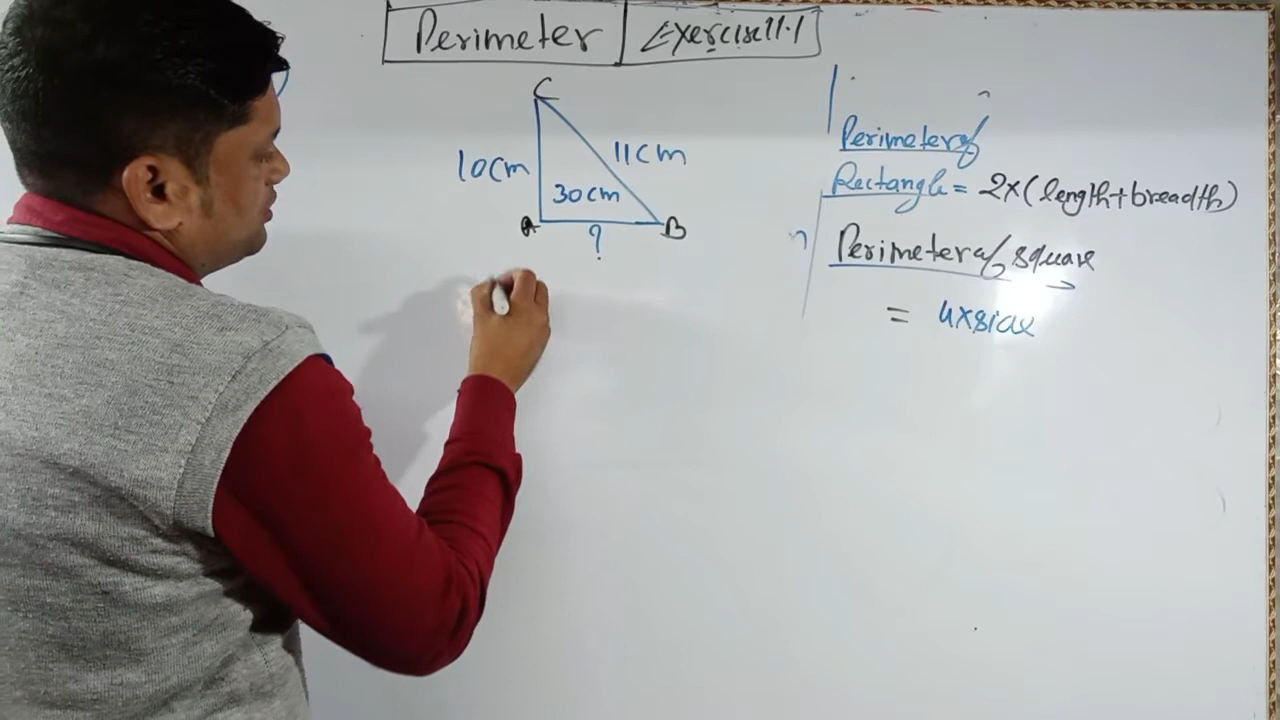 Perimeter Exercise 11.1
C
10cm 11cm
30cm
A ? B
Perimeter of
Rectangle = 2×(length+breadth)
Perimeter of square
= 4×side